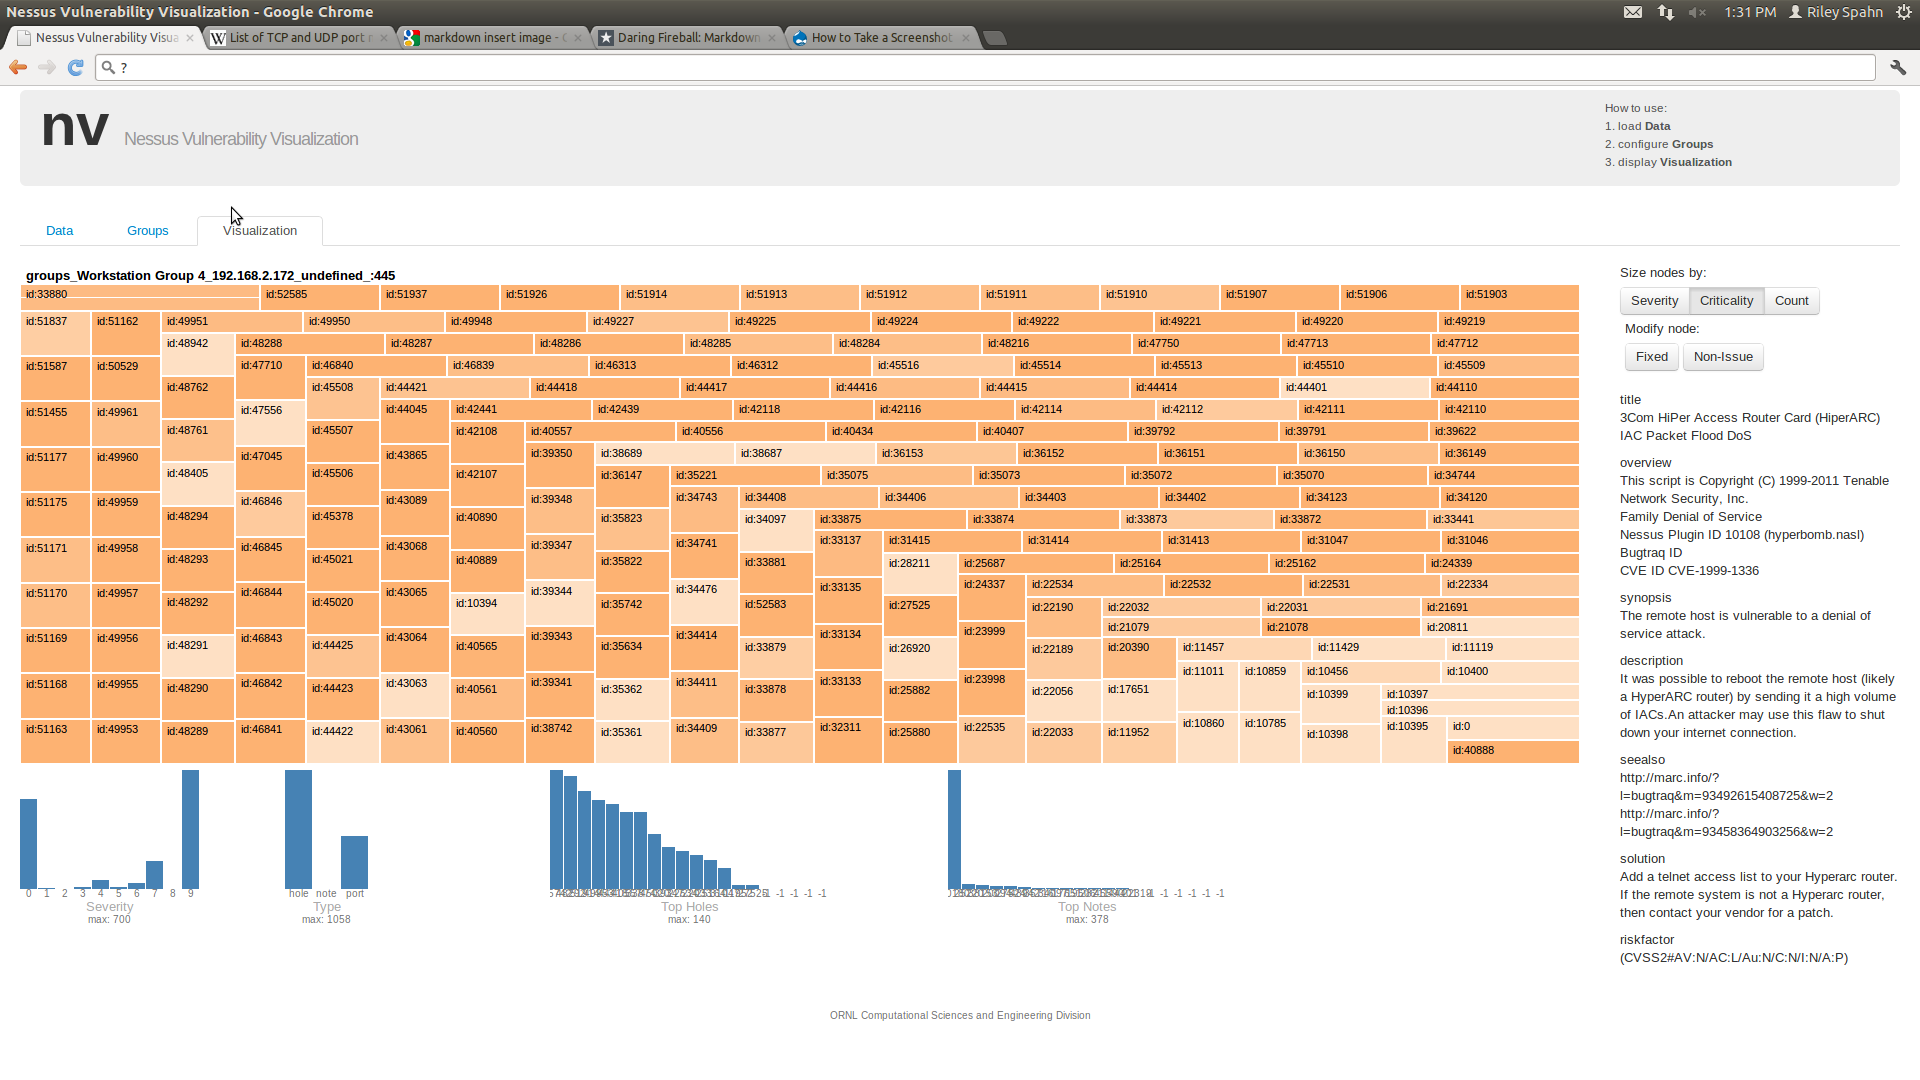 Nessus Vulnerability Visualization - Google Chrome
1:31 PM Riley Spahn
Nessus Vulnerability Visua
List of TCP and UDP port n
markdown insert image - G
Daring Fireball: Markdown
How to Take a Screenshot
?
nv Nessus Vulnerability Visualization
How to use:
1. load Data
2. configure Groups
3. display Visualization
Data Groups Visualization
groups_Workstation Group 4_192.168.2.172_undefined_:445
id:33880 id:52585 id:51937 id:51926 id:51914 id:51913 id:51912 id:51911 id:51910 id:51907 id:51906 id:51903
id:51837 id:51162 id:49951 id:49950 id:49948 id:49227 id:49225 id:49224 id:49222 id:49221 id:49220 id:49219
id:48942 id:48288 id:48287 id:48286 id:48285 id:48284 id:48216 id:47750 id:47713 id:47712
id:51587 id:50529 id:47710 id:46840 id:46839 id:46313 id:46312 id:45516 id:45514 id:45513 id:45510 id:45509
id:48762 id:45508 id:44421 id:44418 id:44417 id:44416 id:44415 id:44414 id:44401 id:44110
id:51455 id:49961 id:47556 id:44045 id:42441 id:42439 id:42118 id:42116 id:42114 id:42112 id:42111 id:42110
id:48761 id:45507 id:42108 id:40557 id:40556 id:40434 id:40407 id:39792 id:39791 id:39622
id:51177 id:49960 id:47045 id:43865 id:39350 id:38689 id:38687 id:36153 id:36152 id:36151 id:36150 id:36149
id:48405 id:45506 id:42107 id:36147 id:35221 id:35075 id:35073 id:35072 id:35070 id:34744
id:51175 id:49959 id:46846 id:43089 id:39348 id:34743 id:34408 id:34406 id:34403 id:34402 id:34123 id:34120
id:48294 id:45378 id:40890 id:35823 id:34097 id:33875 id:33874 id:33873 id:33872 id:33441
id:51171 id:49958 id:46845 id:43068 id:39347 id:34741 id:33137 id:31415 id:31414 id:31413 id:31047 id:31046
id:48293 id:45021 id:40889 id:35822 id:33881 id:28211 id:25687 id:25164 id:25162 id:24339
id:51170 id:49957 id:46844 id:43065 id:39344 id:34476 id:33135 id:24337 id:22534 id:22532 id:22531 id:22334
id:48292 id:45020 id:10394 id:35742 id:52583 id:27525 id:22190 id:22032 id:22031 id:21691
id:51169 id:49956 id:46843 id:43064 id:39343 id:34414 id:33134 id:23999 id:21079 id:21078 id:20811
id:48291 id:44425 id:40565 id:35634 id:33879 id:26920 id:22189 id:20390 id:11457 id:11429 id:11119
id:51168 id:49955 id:46842 id:43063 id:39341 id:34411 id:33133 id:23998 id:11011 id:10859 id:10456 id:10400
id:48290 id:44423 id:40561 id:35362 id:33878 id:25882 id:22056 id:17651 id:10399 id:10397
id:10396
id:51163 id:49953 id:48289 id:46841 id:44422 id:43061 id:40560 id:38742 id:35361 id:34409 id:33877 id:32311 id:25880 id:22535 id:22033 id:11952 id:10860 id:10785 id:10398 id:10395 id:0
id:40888
0 1 2 3 4 5 6 7 8 9
Severity
max: 700
hole note port
Type
max: 1058
-1 -1 -1 -1
Top Holes
max: 140
-1 -1 -1 -1 -1
Top Notes
max: 378
Size nodes by:
Severity Criticality Count
Modify node:
Fixed Non-Issue
title
3Com HiPer Access Router Card (HiperARC)
IAC Packet Flood DoS
overview
This script is Copyright (C) 1999-2011 Tenable
Network Security, Inc.
Family Denial of Service
Nessus Plugin ID 10108 (hyperbomb.nasl)
Bugtraq ID
CVE ID CVE-1999-1336
synopsis
The remote host is vulnerable to a denial of
service attack.
description
It was possible to reboot the remote host (likely
a HyperARC router) by sending it a high volume
of IACs.An attacker may use this flaw to shut
down your internet connection.
seealso
http://marc.info/?
l=bugtraq&m=93492615408725&w=2
http://marc.info/?
l=bugtraq&m=93458364903256&w=2
solution
Add a telnet access list to your Hyperarc router.
If the remote system is not a Hyperarc router,
then contact your vendor for a patch.
riskfactor
(CVSS2#AV:N/AC:L/Au:N/C:N/I:N/A:P)
ORNL Computational Sciences and Engineering Division